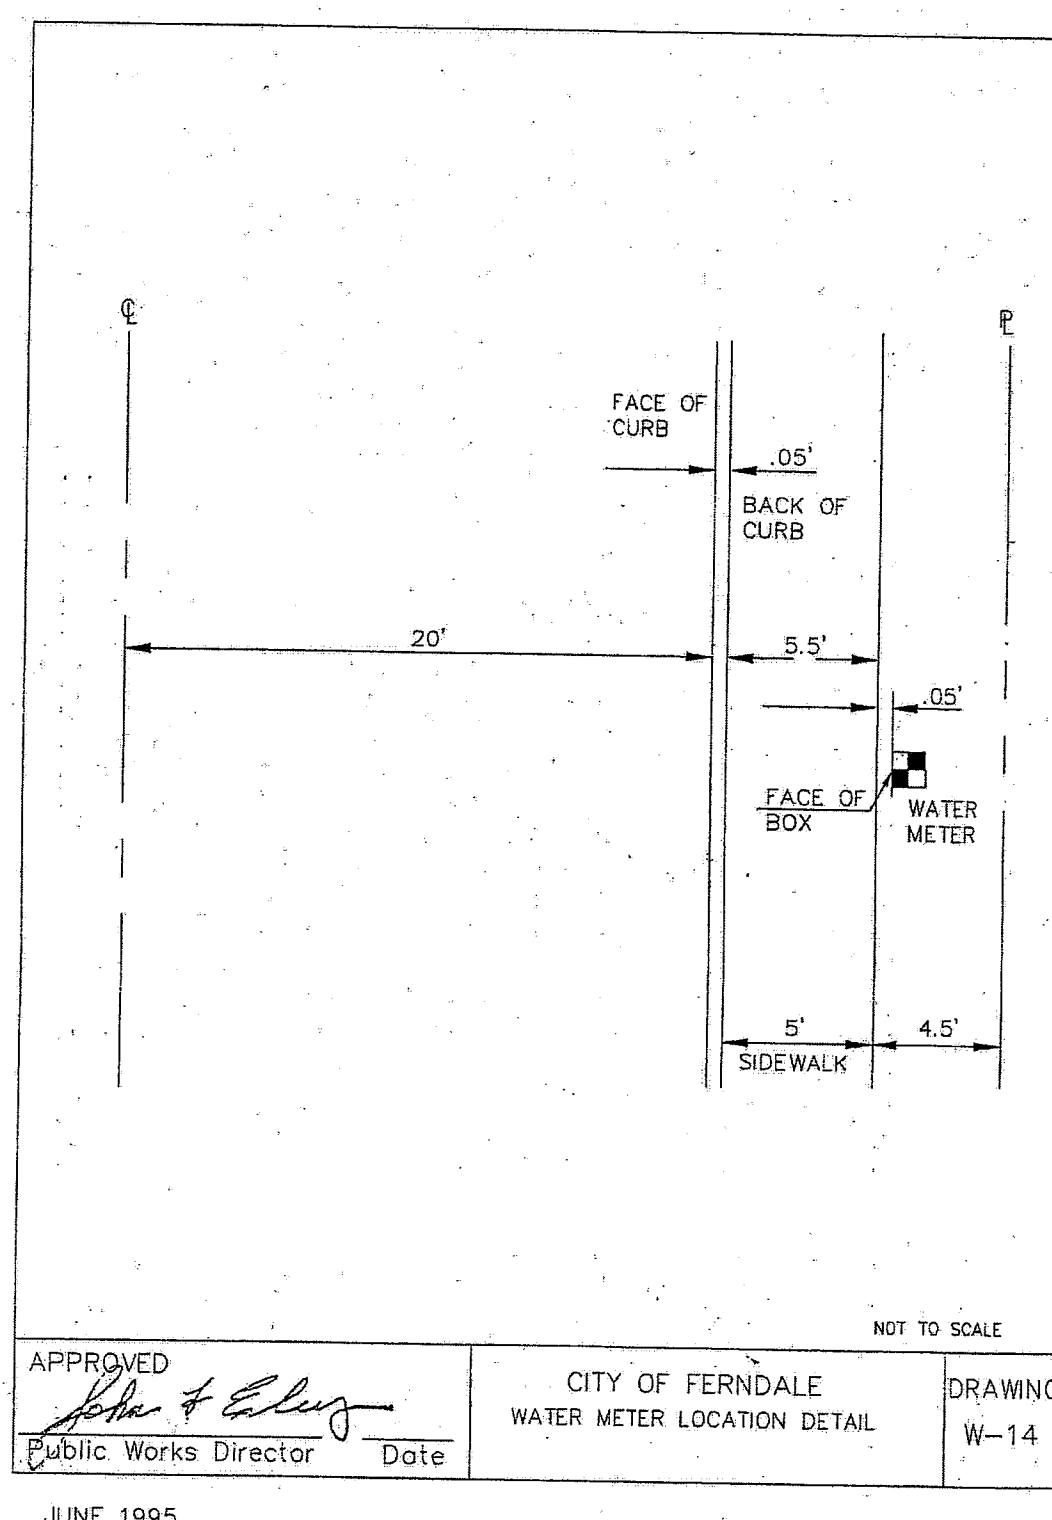 ℄
PL
FACE OF
CURB
.05'
BACK OF
CURB
20'
5.5'
.05'
FACE OF
BOX
WATER
METER
5'
SIDEWALK
4.5'
NOT TO SCALE
APPROVED
Public Works Director
Date
CITY OF FERNDALE
WATER METER LOCATION DETAIL
DRAWING
W-14
JUNE 1995